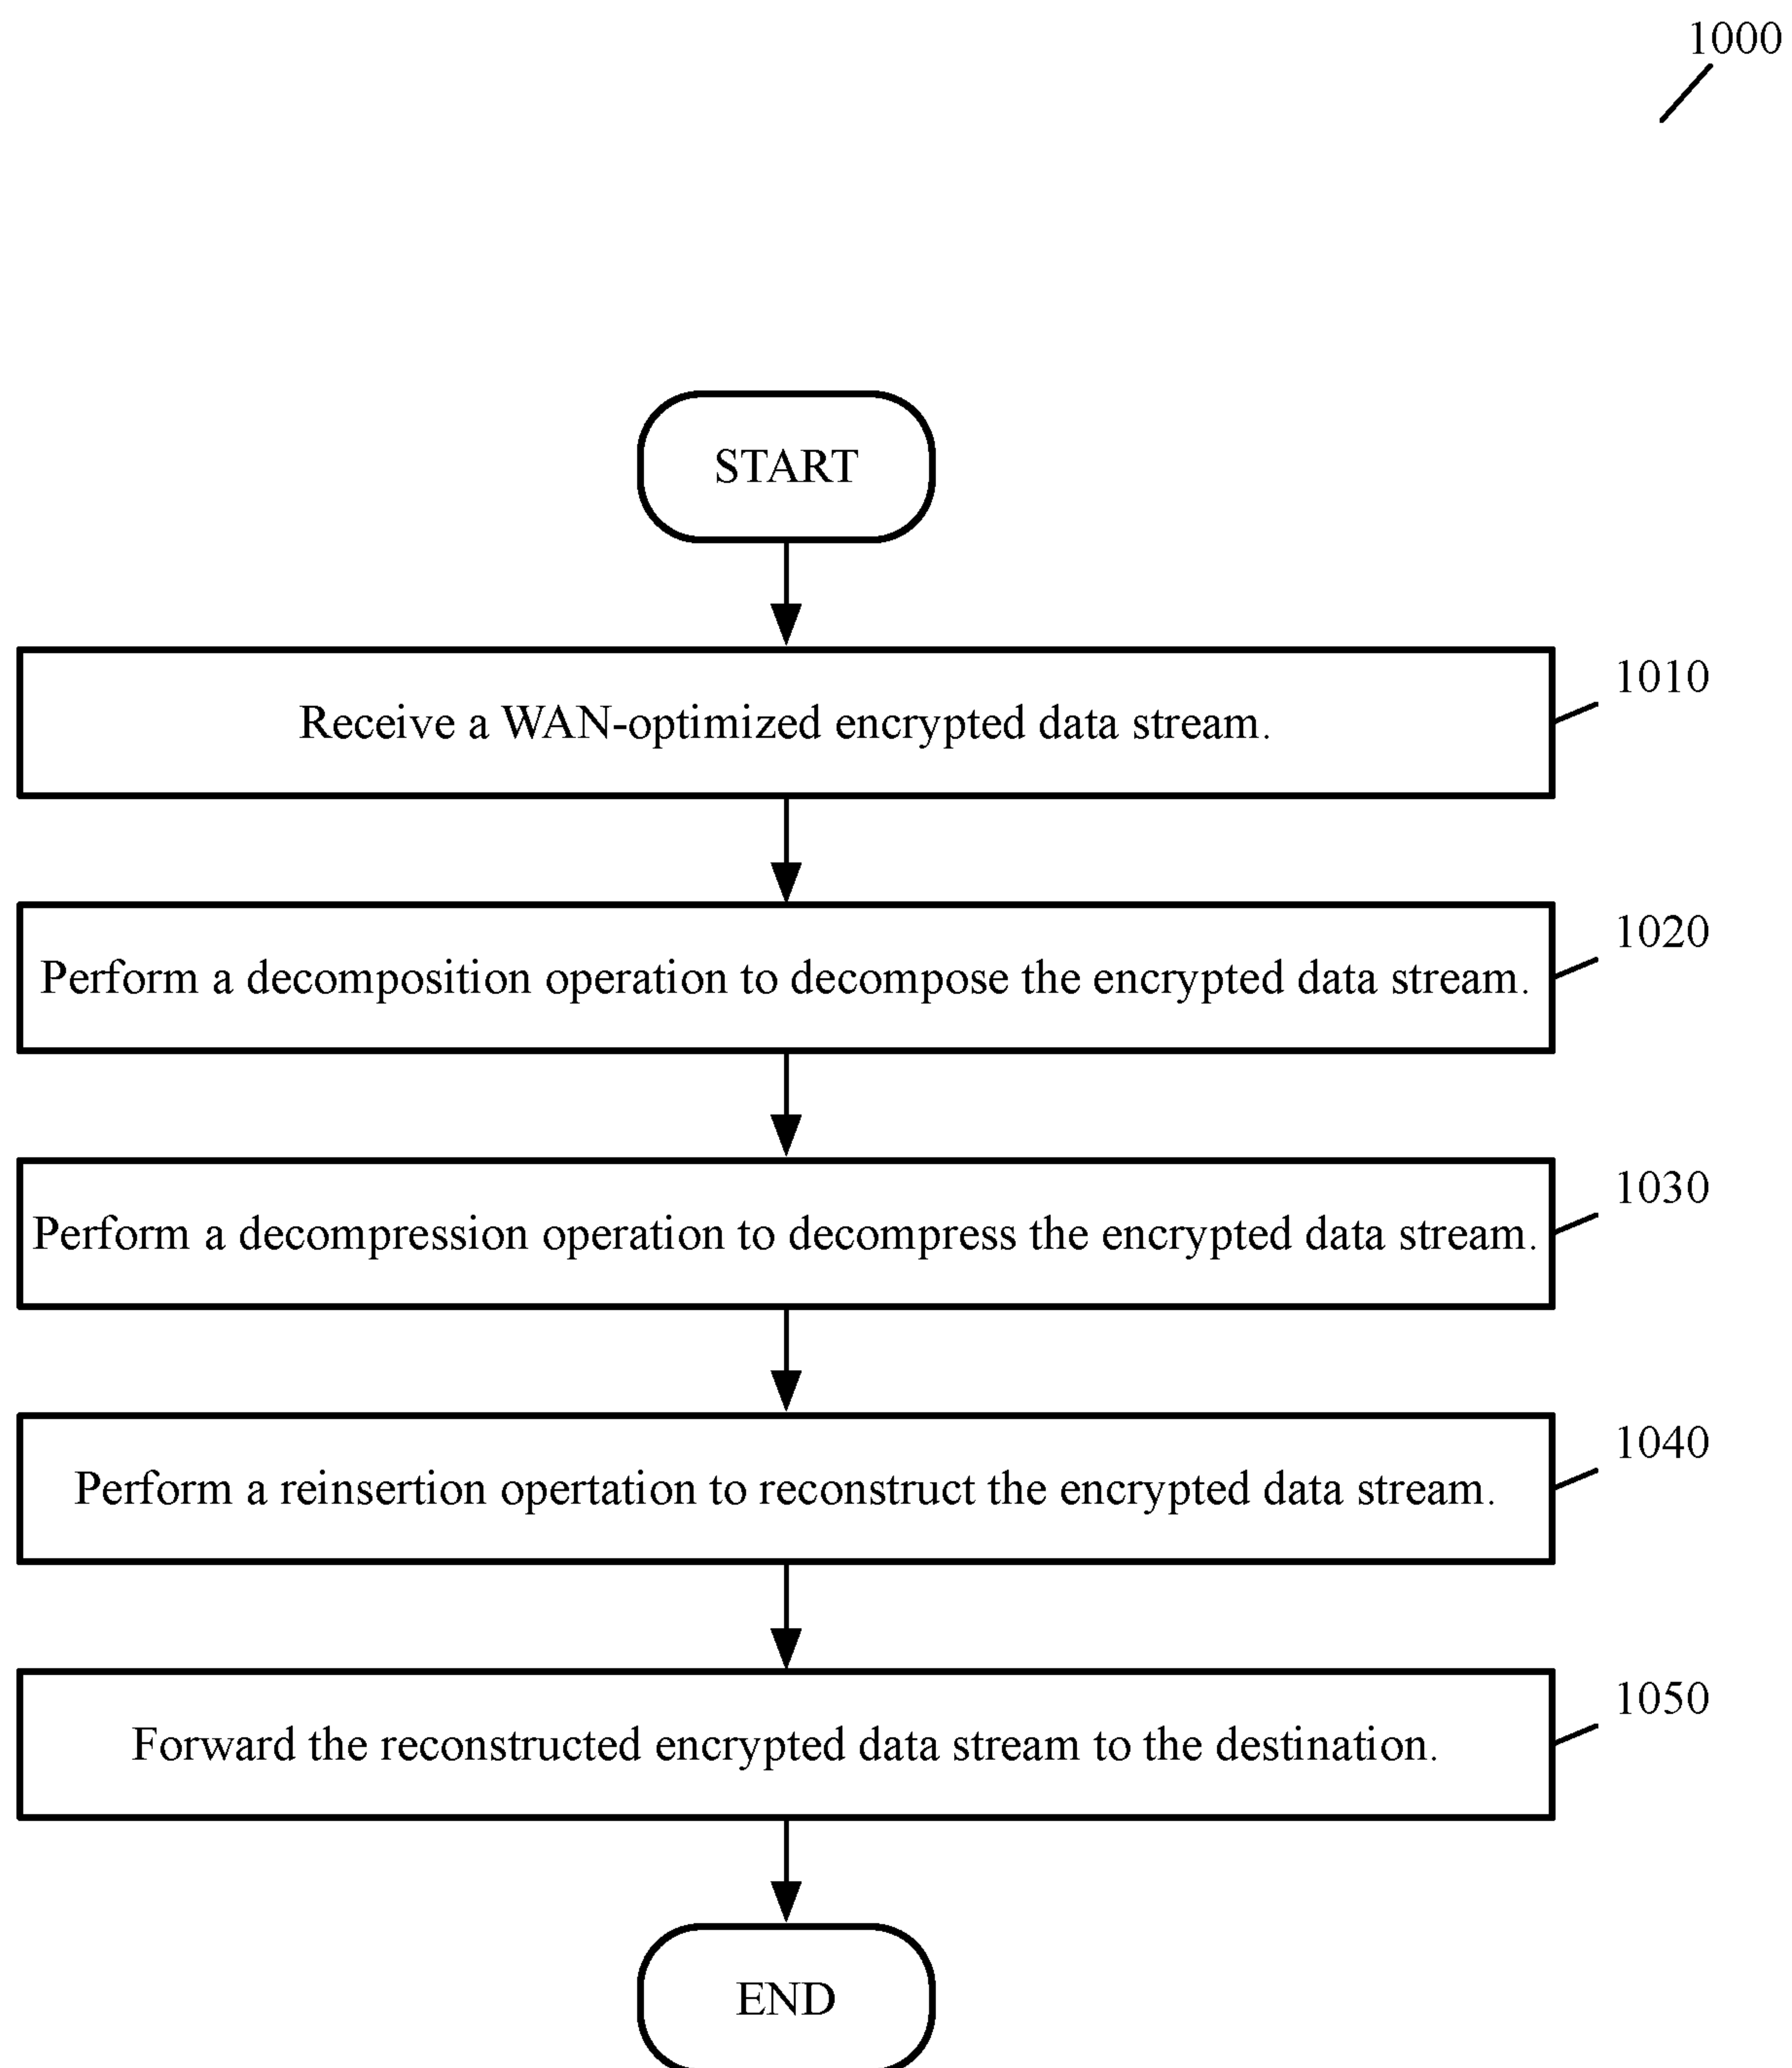 1000
START
Receive a WAN-optimized encrypted data stream.
1010
Perform a decomposition operation to decompose the encrypted data stream.
1020
Perform a decompression operation to decompress the encrypted data stream.
1030
Perform a reinsertion opertation to reconstruct the encrypted data stream.
1040
Forward the reconstructed encrypted data stream to the destination.
1050
END